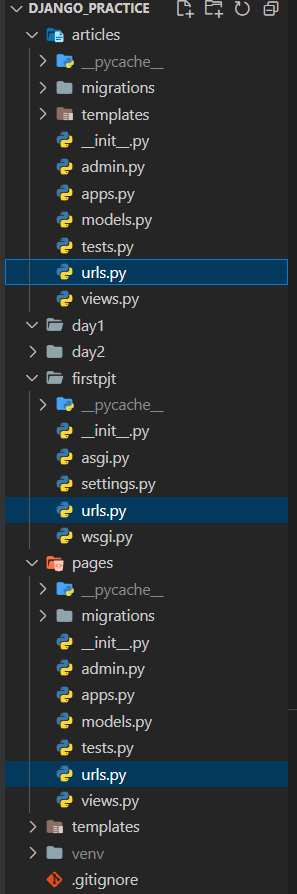 DJANGO_PRACTICE
articles
__pycache__
migrations
templates
__init__.py
admin.py
apps.py
models.py
tests.py
urls.py
views.py
day1
day2
firstpjt
__pycache__
__init__.py
asgi.py
settings.py
urls.py
wsgi.py
pages
__pycache__
migrations
__init__.py
admin.py
apps.py
models.py
tests.py
urls.py
views.py
templates
venv
.gitignore